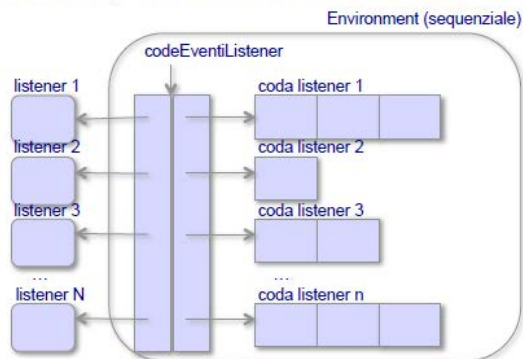 Environment (sequenziale)
codeEventiListener
listener 1
coda listener 1
listener 2
coda listener 2
listener 3
coda listener 3
...
...
listener N
coda listener n